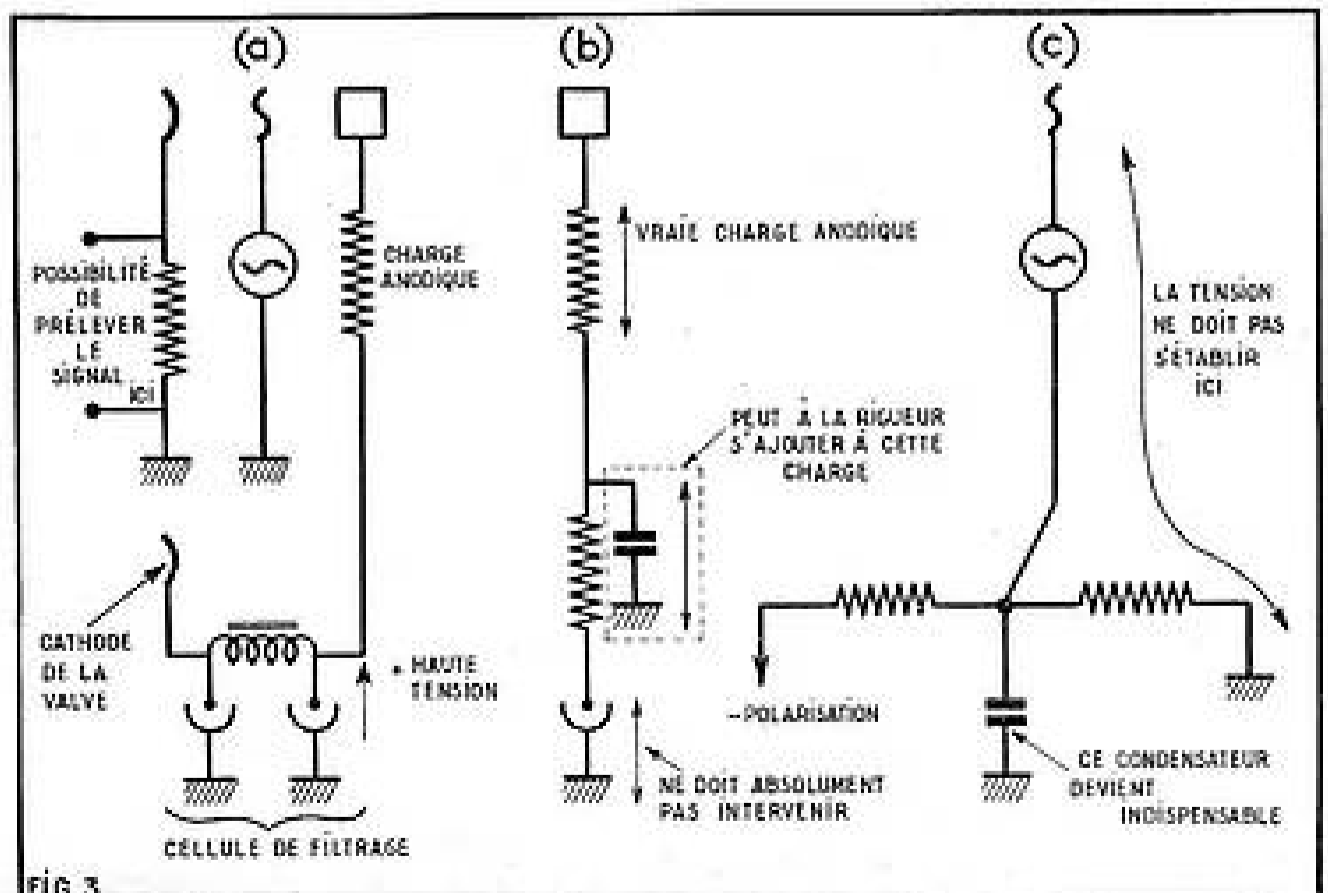 (a)
(b)
(c)
POSSIBILITÉ
DE
PRÉLEVER
LE
SIGNAL
ICI
CHARGE
ANODIQUE
CATHODE
DE LA
VALVE
+ HAUTE
TENSION
CELLULE DE FILTRAGE
VRAIE CHARGE ANODIQUE
PEUT À LA RIGUEUR
S'AJOUTER À CETTE
CHARGE
NE DOIT ABSOLUMENT
PAS INTERVENIR
LA TENSION
NE DOIT PAS
S'ÉTABLIR
ICI
-POLARISATION
CE CONDENSATEUR
DEVIENT
INDISPENSABLE
FIG. 3